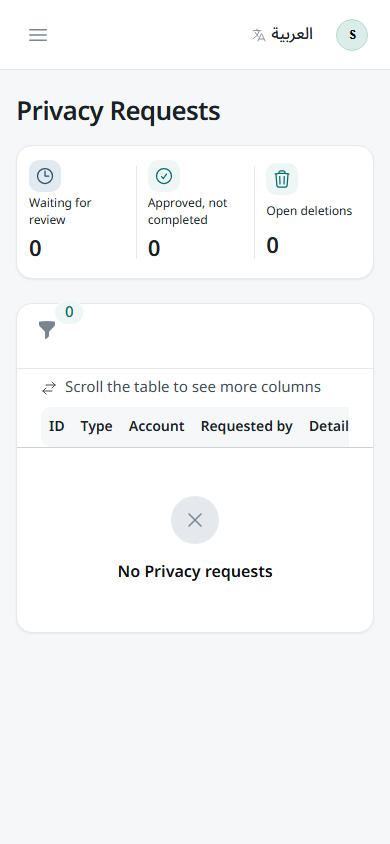 العربية
S
Privacy Requests
Waiting for
review
0
Approved, not
completed
0
Open deletions
0
0
Scroll the table to see more columns
ID Type Account Requested by Detail
No Privacy requests